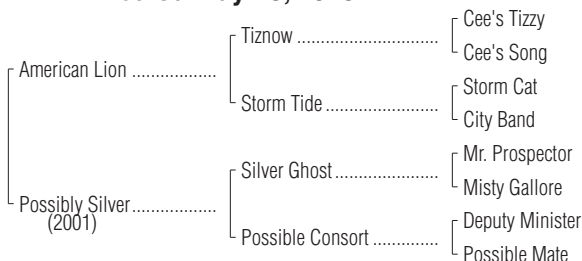 Cee's Tizzy
Tiznow
Cee's Song
American Lion
Storm Cat
Storm Tide
City Band
Mr. Prospector
Silver Ghost
Misty Gallore
Possibly Silver
(2001)
Deputy Minister
Possible Consort
Possible Mate